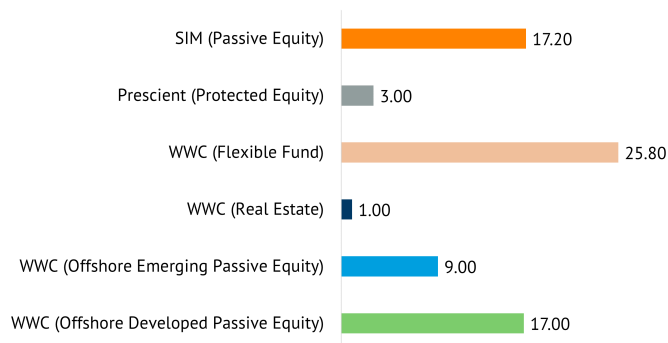 SIM (Passive Equity) 17.20
Prescient (Protected Equity) 3.00
WWC (Flexible Fund) 25.80
WWC (Real Estate) 1.00
WWC (Offshore Emerging Passive Equity) 9.00
WWC (Offshore Developed Passive Equity) 17.00